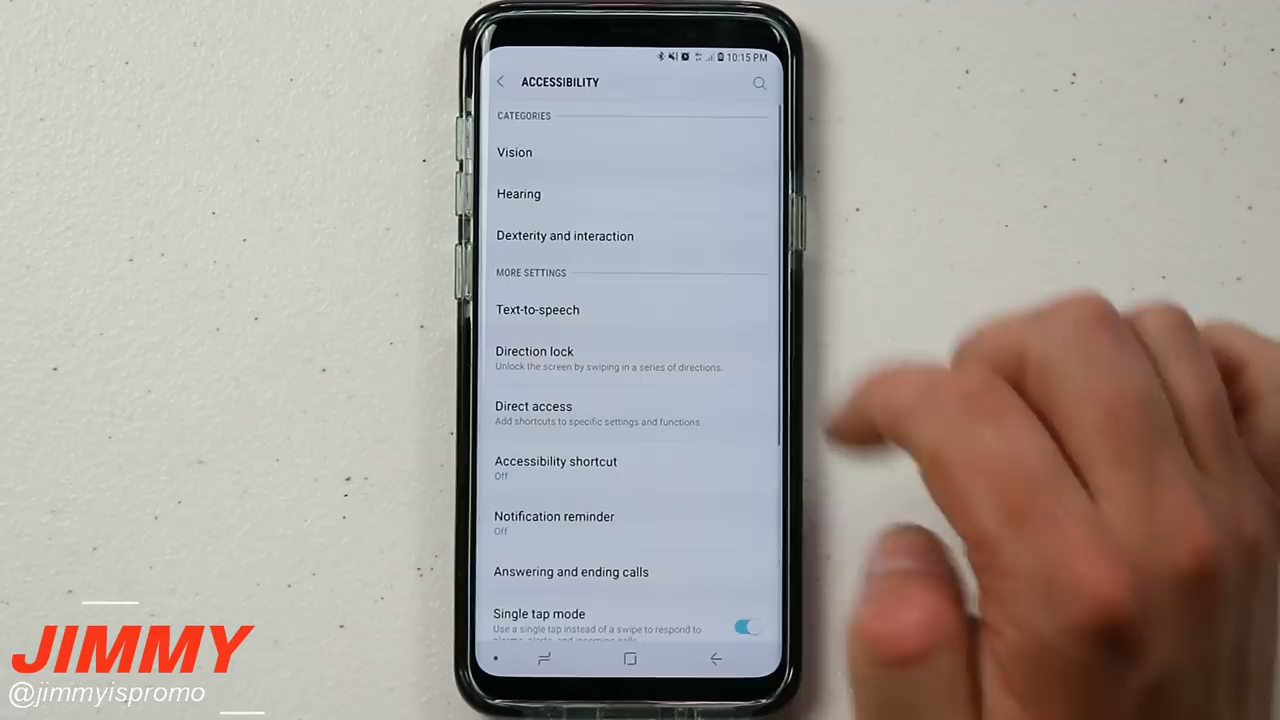 10:15 PM
ACCESSIBILITY
CATEGORIES
Vision
Hearing
Dexterity and interaction
MORE SETTINGS
Text-to-speech
Direction lock
Unlock the screen by swiping in a series of directions.
Direct access
Add shortcuts to specific settings and functions.
Accessibility shortcut
Off
Notification reminder
Off
Answering and ending calls
Single tap mode
Use a single tap instead of a swipe to respond to
alarms, alerts, and incoming calls.
JIMMY
@jimmyispromo